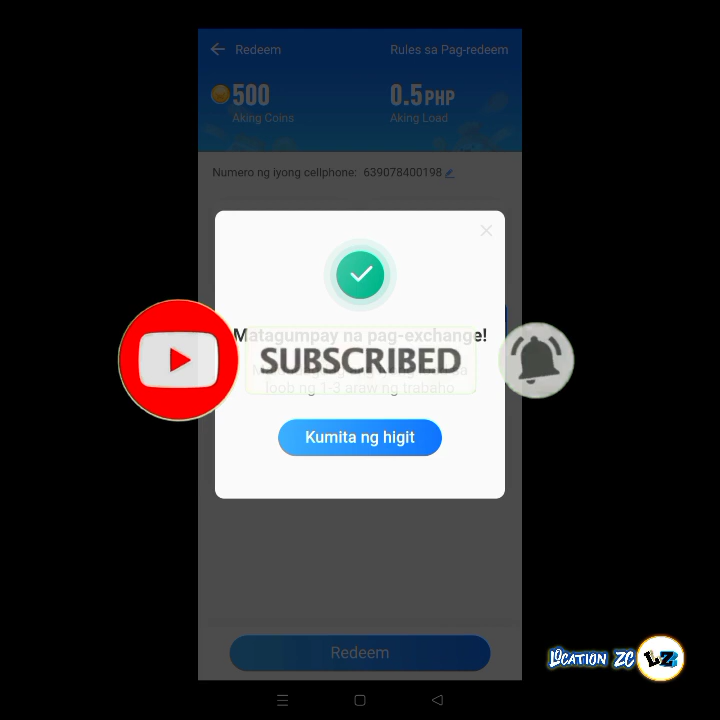 Redeem
Rules sa Pag-redeem
500
0.5PHP
Aking Coins
Aking Load
Numero ng iyong cellphone: 639078400198
Matagumpay na pag-exchange!
SUBSCRIBED
loob ng 1-3 araw ng trabaho
Kumita ng higit
Redeem
LOCATION ZC
LZ